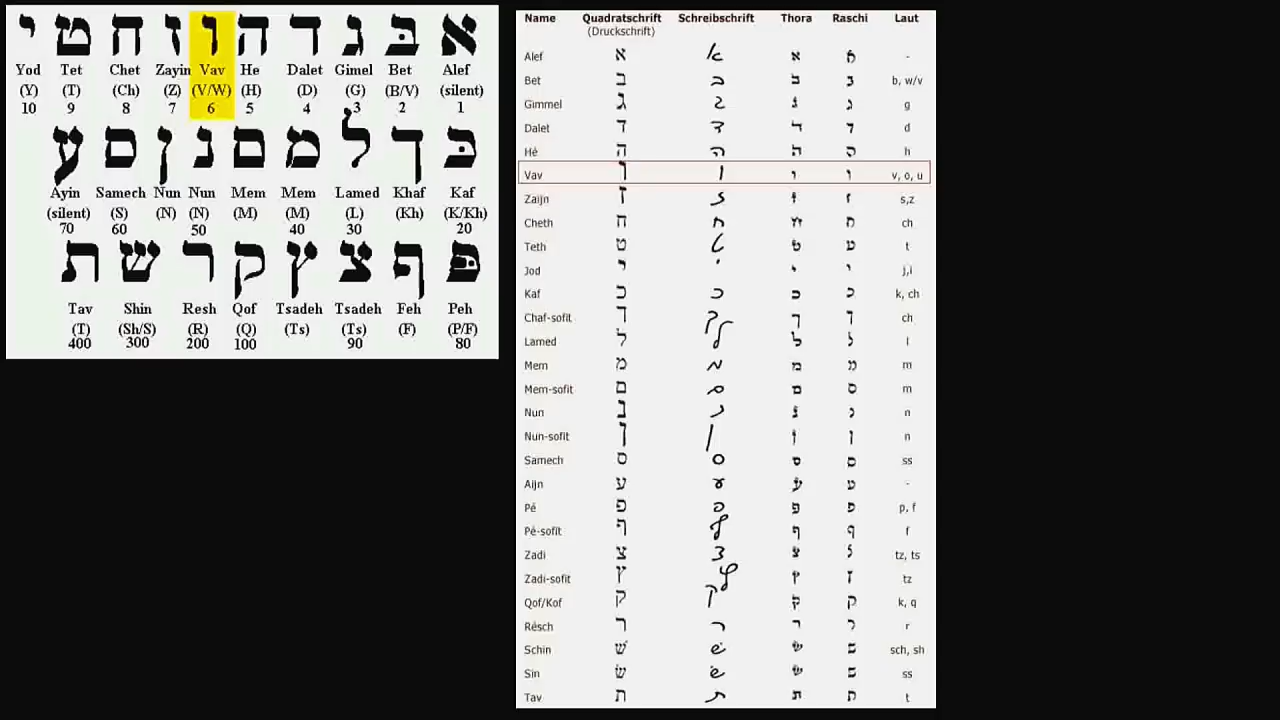 י ט ח ז ו ה ד ג בּ א
Yod Tet Chet Zayin Vav He Dalet Gimel Bet Alef
(Y) (T) (Ch) (Z) (V/W) (H) (D) (G) (B/V) (silent)
10 9 8 7 6 5 4 3 2 1
ע ס ן נ ם מ ל ך כּ
Ayin Samech Nun Nun Mem Mem Lamed Khaf Kaf
(silent) (S) (N) (N) (M) (M) (L) (Kh) (K/Kh)
70 60 50 40 30 20
ת ש ר ק ץ צ ף פּ
Tav Shin Resh Qof Tsadeh Tsadeh Feh Peh
(T) (Sh/S) (R) (Q) (Ts) (Ts) (F) (P/F)
400 300 200 100 90 80
Name Quadratschrift Schreibschrift Thora Raschi Laut
(Druckschrift)
Alef א א א א -
Bet ב ב ב ב b, w/v
Gimmel ג ג ג ג g
Dalet ד ד ד ד d
Hé ה ה ה ה h
Vav ו ו ו ו v, o, u
Zaijn ז ז ז ז s,z
Cheth ח ח ח ח ch
Teth ט ט ט ט t
Jod י י י י j,i
Kaf כ כ כ כ k, ch
Chaf-sofit ך ך ך ך ch
Lamed ל ל ל ל l
Mem מ מ מ מ m
Mem-sofit ם ם ם ם m
Nun נ נ נ נ n
Nun-sofit ן ן ן ן n
Samech ס ס ס ס ss
Aijn ע ע ע ע -
Pé פ פ פ פ p, f
Pé-sofit ף ף ף ף f
Zadi צ צ צ צ tz, ts
Zadi-sofit ץ ץ ץ ץ tz
Qof/Kof ק ק ק ק k, q
Résch ר ר ר ר r
Schin שׁ שׁ שׁ ש sch, sh
Sin שׂ שׂ שׂ ש ss
Tav ת ת ת ת t